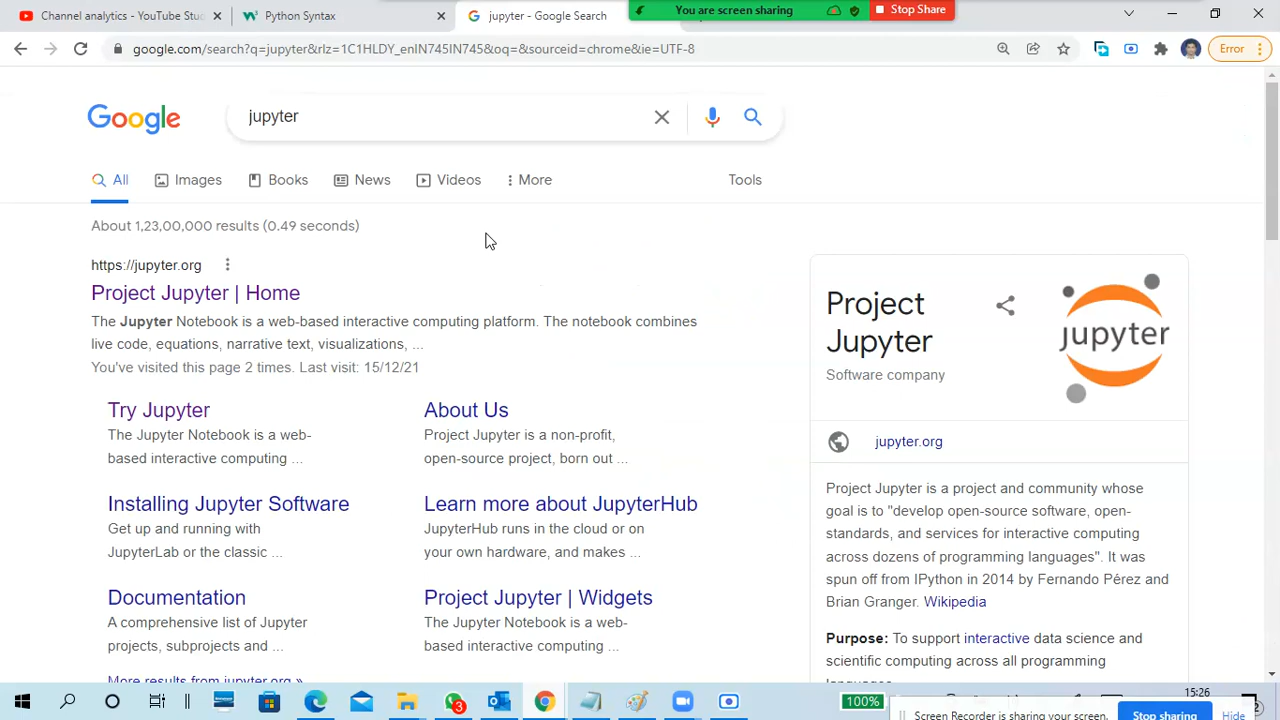 Channel analytics - YouTube Stu
Python Syntax
jupyter - Google Search
You are screen sharing
Stop Share
google.com/search?q=jupyter&rlz=1C1HLDY_enIN745IN745&oq=&sourceid=chrome&ie=UTF-8
Error
Google
jupyter
All
Images
Books
News
Videos
More
Tools
About 1,23,00,000 results (0.49 seconds)
https://jupyter.org
Project Jupyter | Home
The Jupyter Notebook is a web-based interactive computing platform. The notebook combines
live code, equations, narrative text, visualizations, ...
You've visited this page 2 times. Last visit: 15/12/21
Try Jupyter
The Jupyter Notebook is a web-
based interactive computing ...
About Us
Project Jupyter is a non-profit,
open-source project, born out ...
Installing Jupyter Software
Get up and running with
JupyterLab or the classic ...
Learn more about JupyterHub
JupyterHub runs in the cloud or on
your own hardware, and makes ...
Documentation
A comprehensive list of Jupyter
projects, subprojects and ...
Project Jupyter | Widgets
The Jupyter Notebook is a web-
based interactive computing ...
More results from jupyter.org »
Project
Jupyter
Software company
jupyter
jupyter.org
Project Jupyter is a project and community whose
goal is to "develop open-source software, open-
standards, and services for interactive computing
across dozens of programming languages". It was
spun off from IPython in 2014 by Fernando Pérez and
Brian Granger. Wikipedia
Purpose: To support interactive data science and
scientific computing across all programming
languages
3
100%
15:26
Screen Recorder is sharing your screen.
Stop sharing
Hide
2